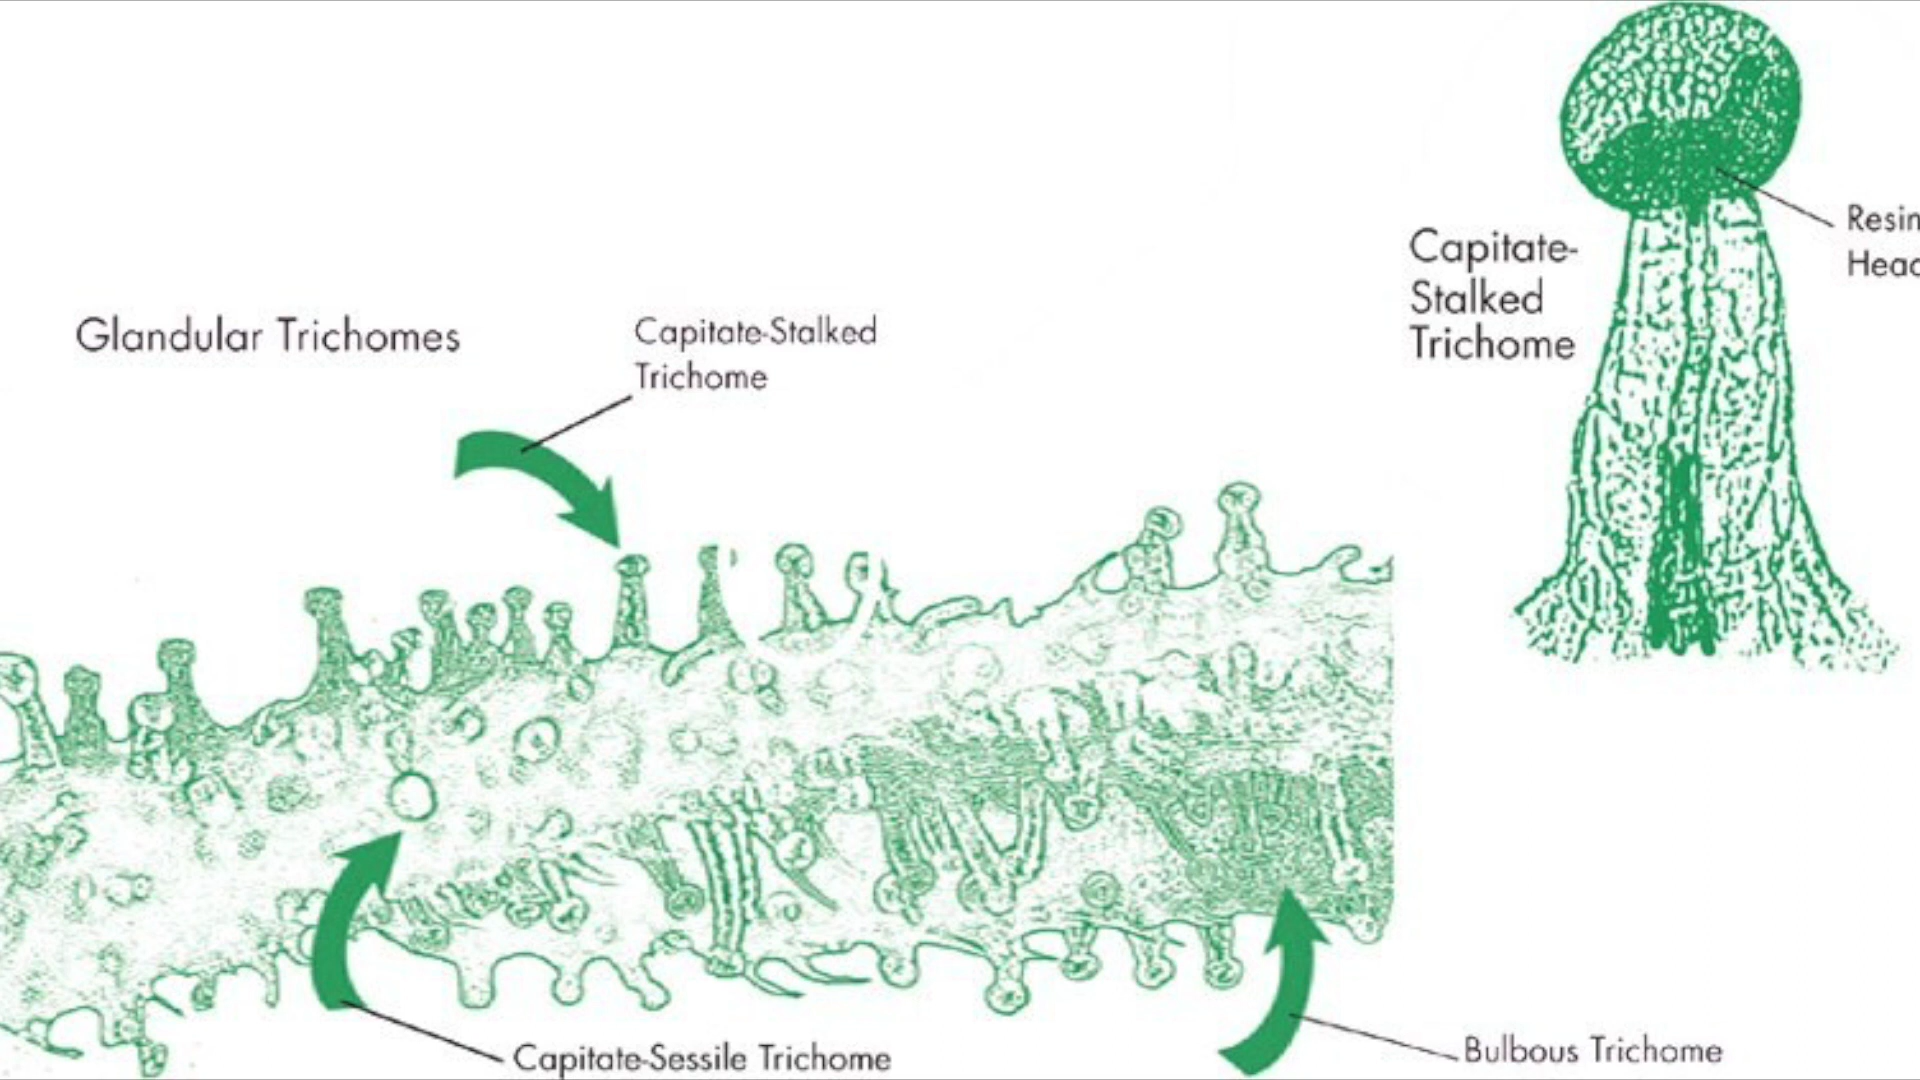 Glandular Trichomes
Capitate-Stalked
Trichome
Capitate-
Stalked
Trichome
Resin
Capitate-Sessile Trichome
Bulbous Trichome